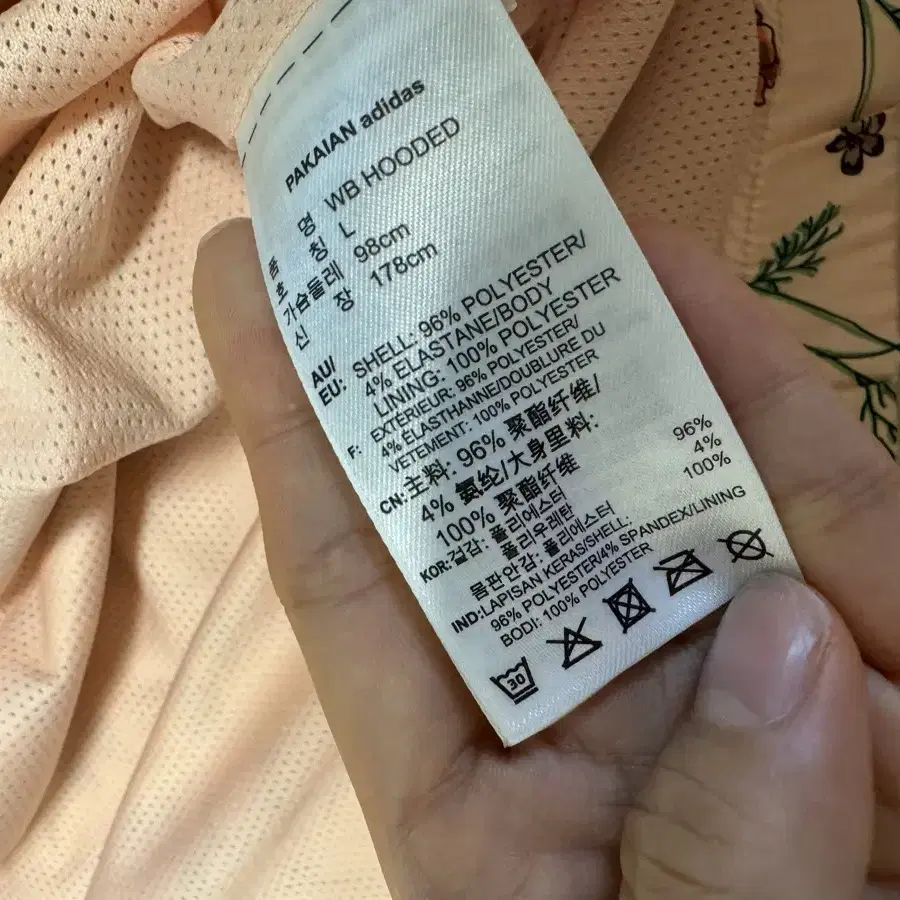 PAKAIAN adidas
품 명 WB HOODED
호 칭 L
가슴둘레 98cm
신 장 178cm
AU/ EU: SHELL: 96% POLYESTER/
4% ELASTANE/BODY
LINING: 100% POLYESTER
F: EXTERIEUR: 96% POLYESTER/
4% ÉLASTHANNE/DOUBLURE DU
VETEMENT: 100% POLYESTER
CN: 主料: 96% 聚酯纤维/
4% 氨纶/大身里料:
100% 聚酯纤维
KOR: 겉감: 폴리에스터 96%
폴리우레탄 4%
몸판안감: 폴리에스터 100%
IND: LAPISAN KERAS/SHELL:
96% POLYESTER/4% SPANDEX/LINING
BODI: 100% POLYESTER
30